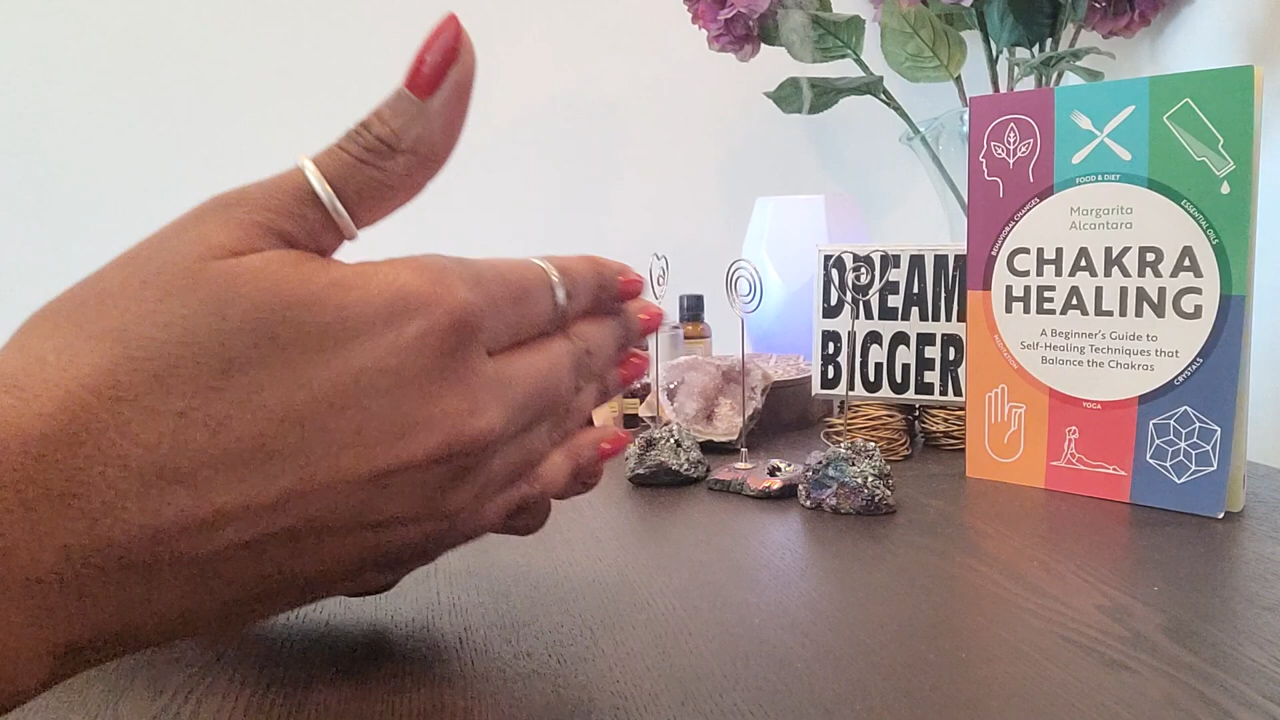 DREAM
BIGGER
BEHAVIORAL CHANGES
FOOD & DIET
ESSENTIAL OILS
Margarita
Alcantara
CHAKRA
HEALING
A Beginner's Guide to
Self-Healing Techniques that
Balance the Chakras
MEDITATION
YOGA
CRYSTALS